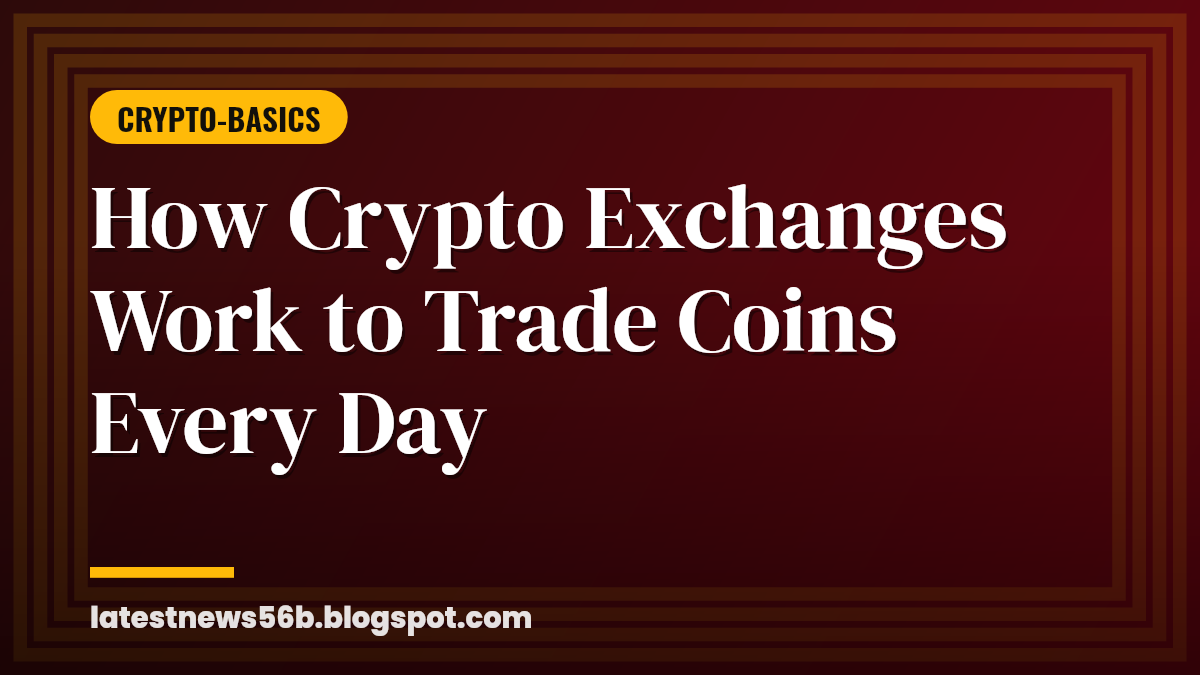 CRYPTO-BASICS
How Crypto Exchanges
Work to Trade Coins
Every Day
latestnews56b.blogspot.com